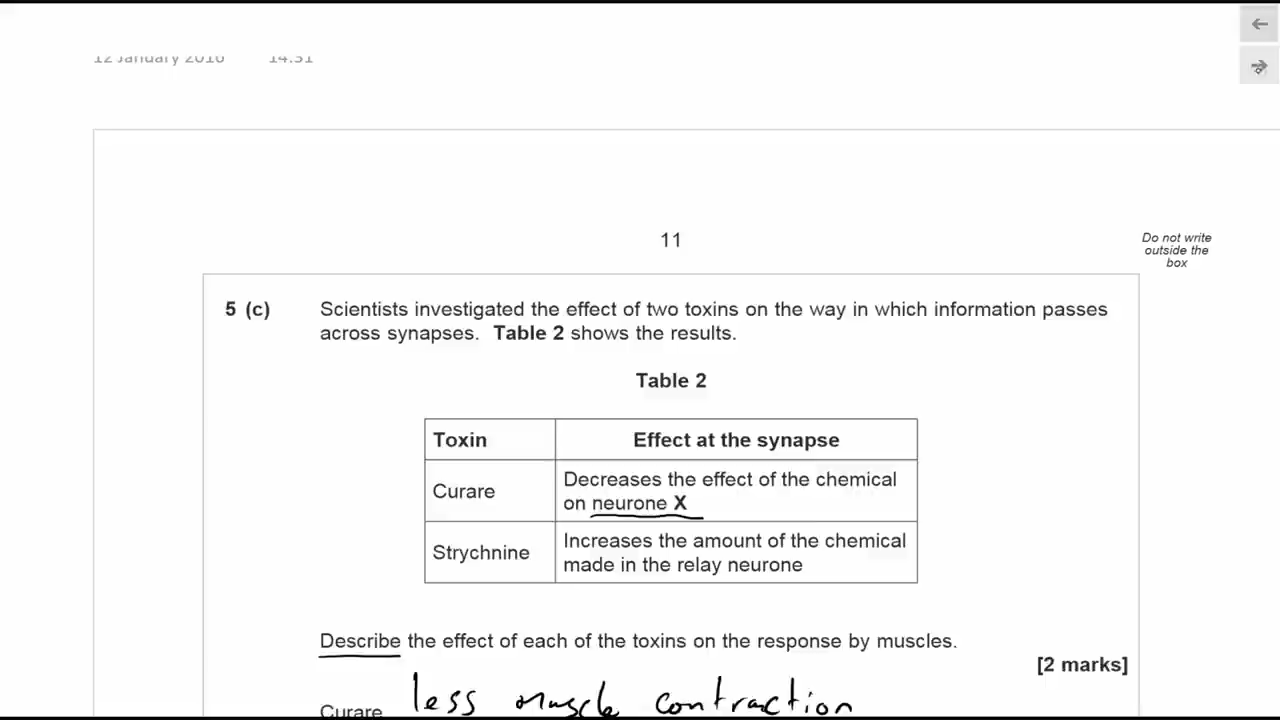 12 January 2016 14:31
11
Do not write
outside the
box
5 (c) Scientists investigated the effect of two toxins on the way in which information passes
across synapses. Table 2 shows the results.
Table 2
Toxin Effect at the synapse
Curare Decreases the effect of the chemical
on neurone X
Strychnine Increases the amount of the chemical
made in the relay neurone
Describe the effect of each of the toxins on the response by muscles.
[2 marks]
Curare less muscle contraction